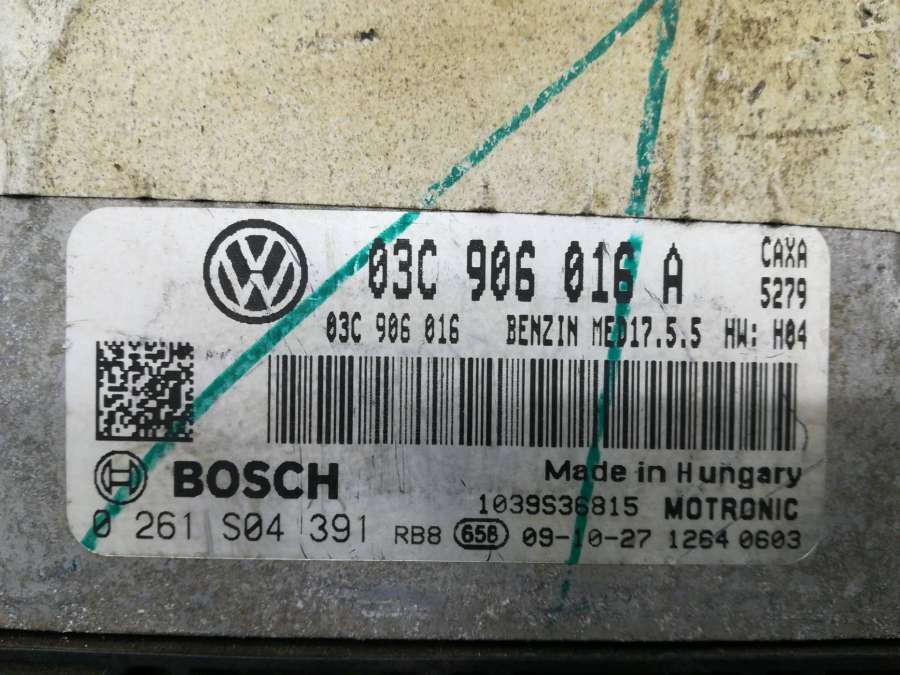 03C 906 016 A
CAXA
5279
03C 906 016 BENZIN MED17.5.5 HW: H04
BOSCH
Made in Hungary
1039S36815 MOTRONIC
0 261 S04 391 RB8 65B 09-10-27 1264 0603